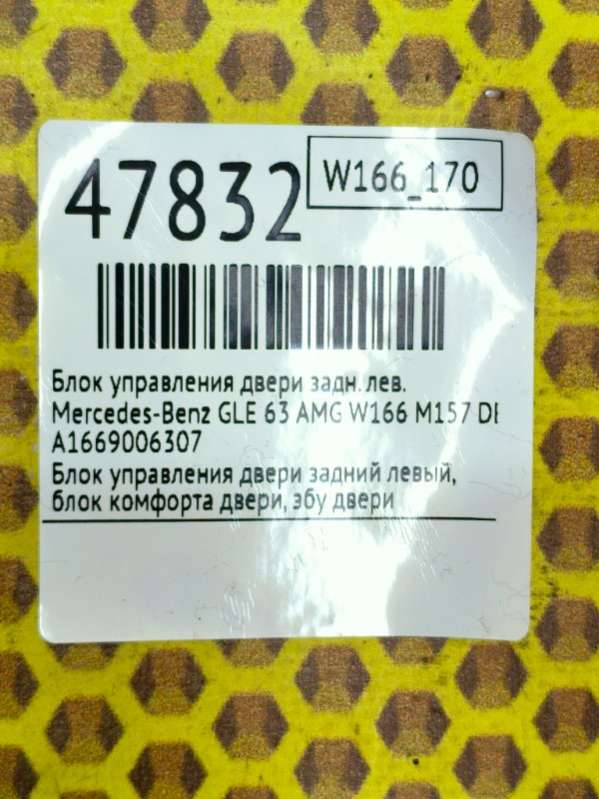 47832
W166_170
Блок управления двери задн. лев.
Mercedes-Benz GLE 63 AMG W166 M157 DE
A1669006307
Блок управления двери задний левый,
блок комфорта двери, эбу двери